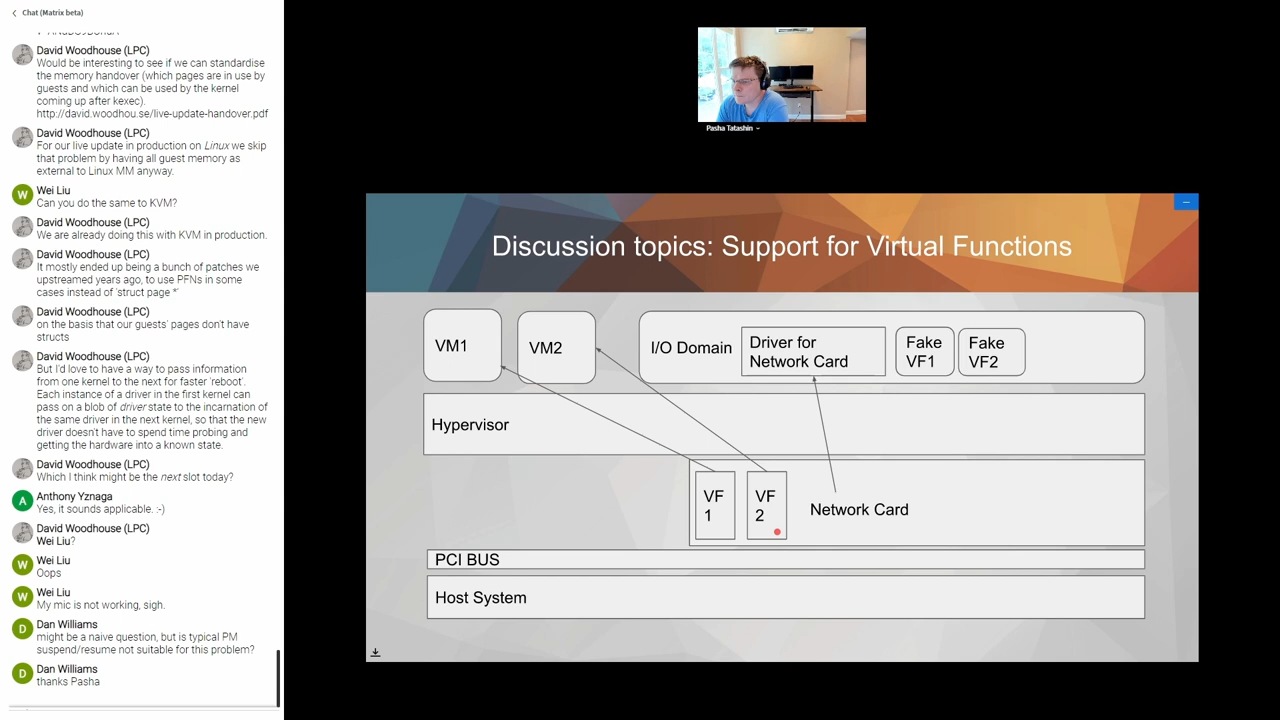 Chat (Matrix beta)
David Woodhouse (LPC)
Would be interesting to see if we can standardise
the memory handover (which pages are in use by
guests and which can be used by the kernel
coming up after kexec).
http://david.woodhou.se/live-update-handover.pdf
David Woodhouse (LPC)
For our live update in production on Linux we skip
that problem by having all guest memory as
external to Linux MM anyway.
W
Wei Liu
Can you do the same to KVM?
David Woodhouse (LPC)
We are already doing this with KVM in production.
David Woodhouse (LPC)
It mostly ended up being a bunch of patches we
upstreamed years ago, to use PFNs in some
cases instead of 'struct page *'
David Woodhouse (LPC)
on the basis that our guests' pages don't have
structs
David Woodhouse (LPC)
But I'd love to have a way to pass information
from one kernel to the next for faster 'reboot'.
Each instance of a driver in the first kernel can
pass on a blob of driver state to the incarnation of
the same driver in the next kernel, so that the new
driver doesn't have to spend time probing and
getting the hardware into a known state.
David Woodhouse (LPC)
Which I think might be the next slot today?
A
Anthony Yznaga
Yes, it sounds applicable. :-)
David Woodhouse (LPC)
Wei Liu?
W
Wei Liu
Oops
W
Wei Liu
My mic is not working, sigh.
D
Dan Williams
might be a naive question, but is typical PM
suspend/resume not suitable for this problem?
D
Dan Williams
thanks Pasha
Pasha Tatashin
Discussion topics: Support for Virtual Functions
VM1
VM2
I/O Domain
Driver for
Network Card
Fake
VF1
Fake
VF2
Hypervisor
VF
1
VF
2
Network Card
PCI BUS
Host System